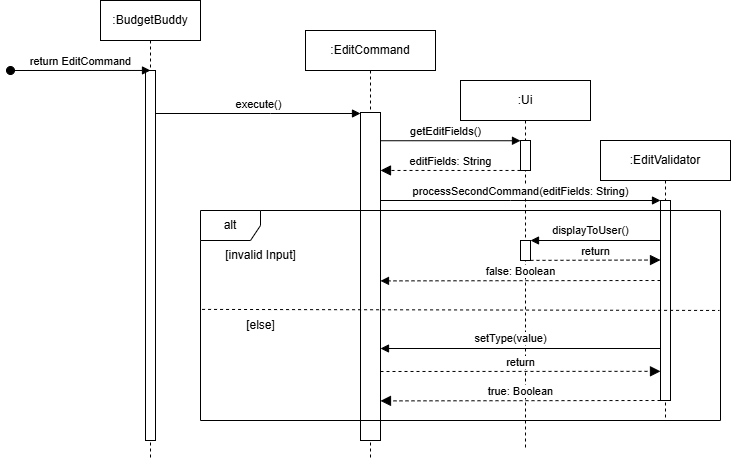 :BudgetBuddy
:EditCommand
return EditCommand
:Ui
execute()
getEditFields()
editFields: String
:EditValidator
processSecondCommand(editFields: String)
alt
displayToUser()
[invalid Input]
return
false: Boolean
[else]
setType(value)
return
true: Boolean